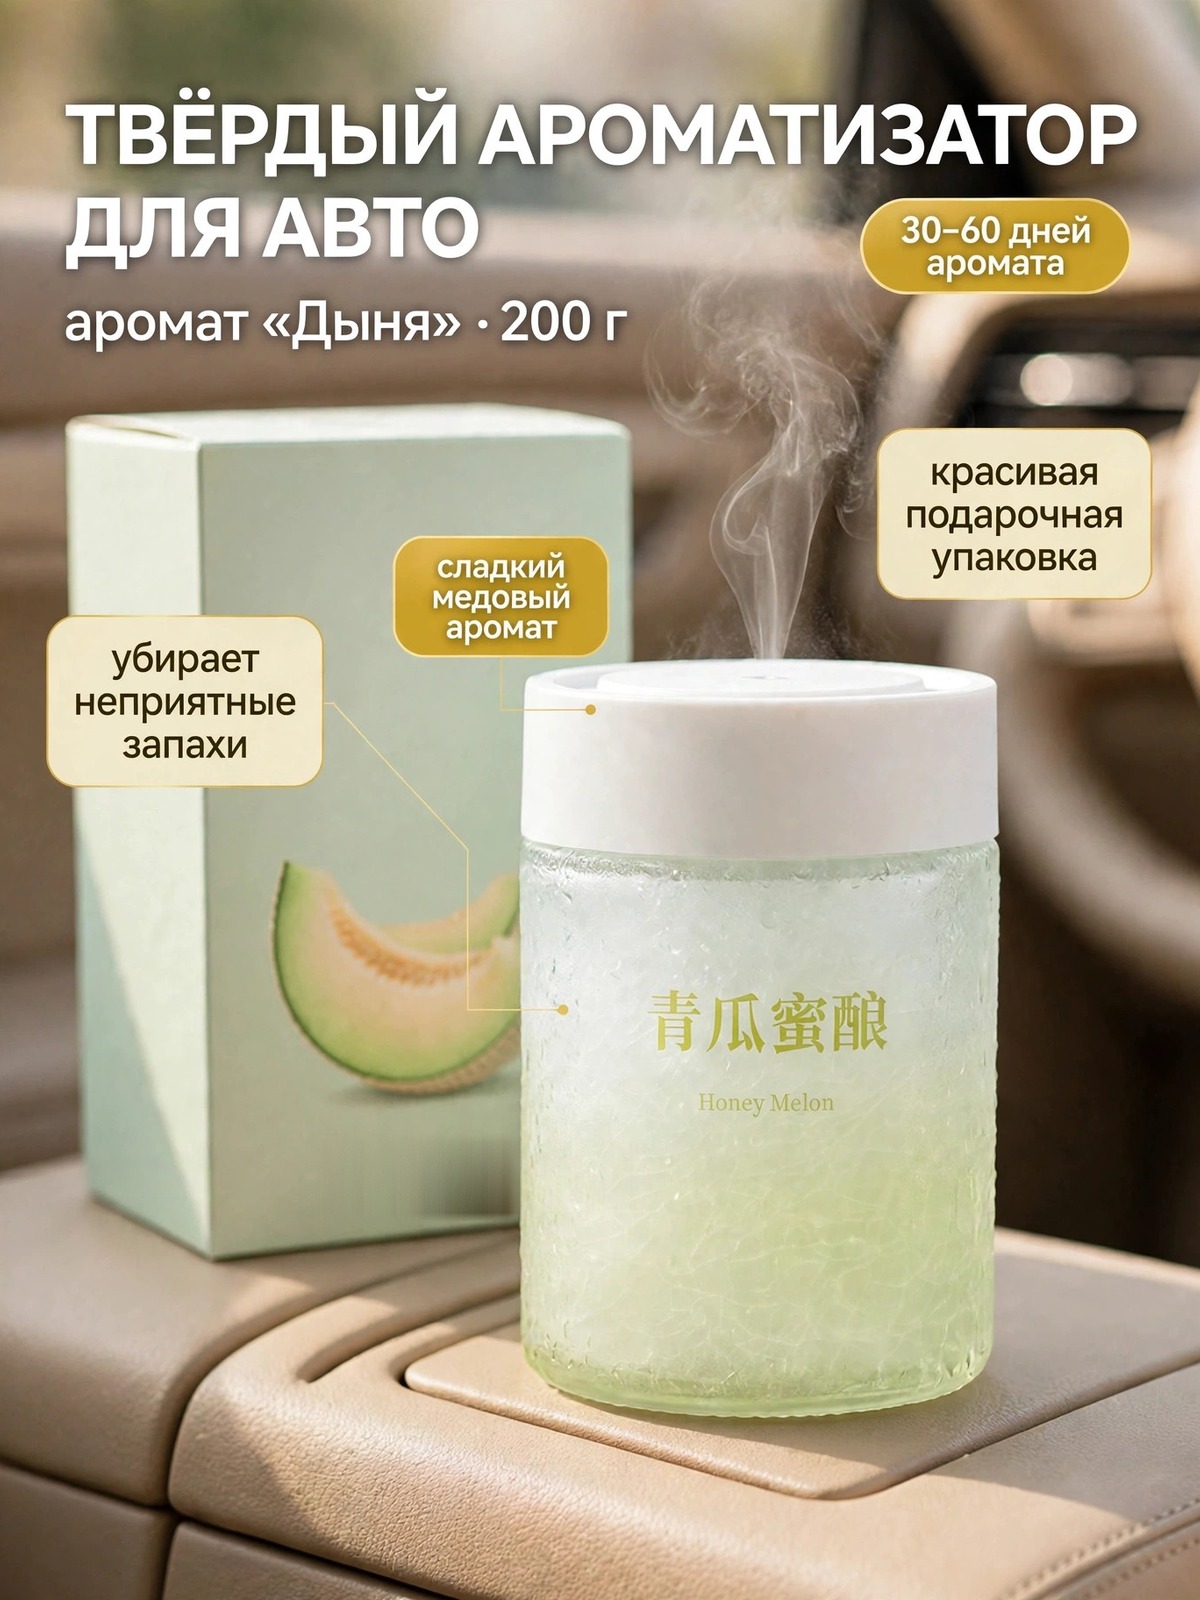 ТВЁРДЫЙ АРОМАТИЗАТОР
ДЛЯ АВТО
аромат «Дыня» · 200 г
30–60 дней
аромата
красивая
подарочная
упаковка
сладкий
медовый
аромат
убирает
неприятные
запахи
青瓜蜜酿
Honey Melon